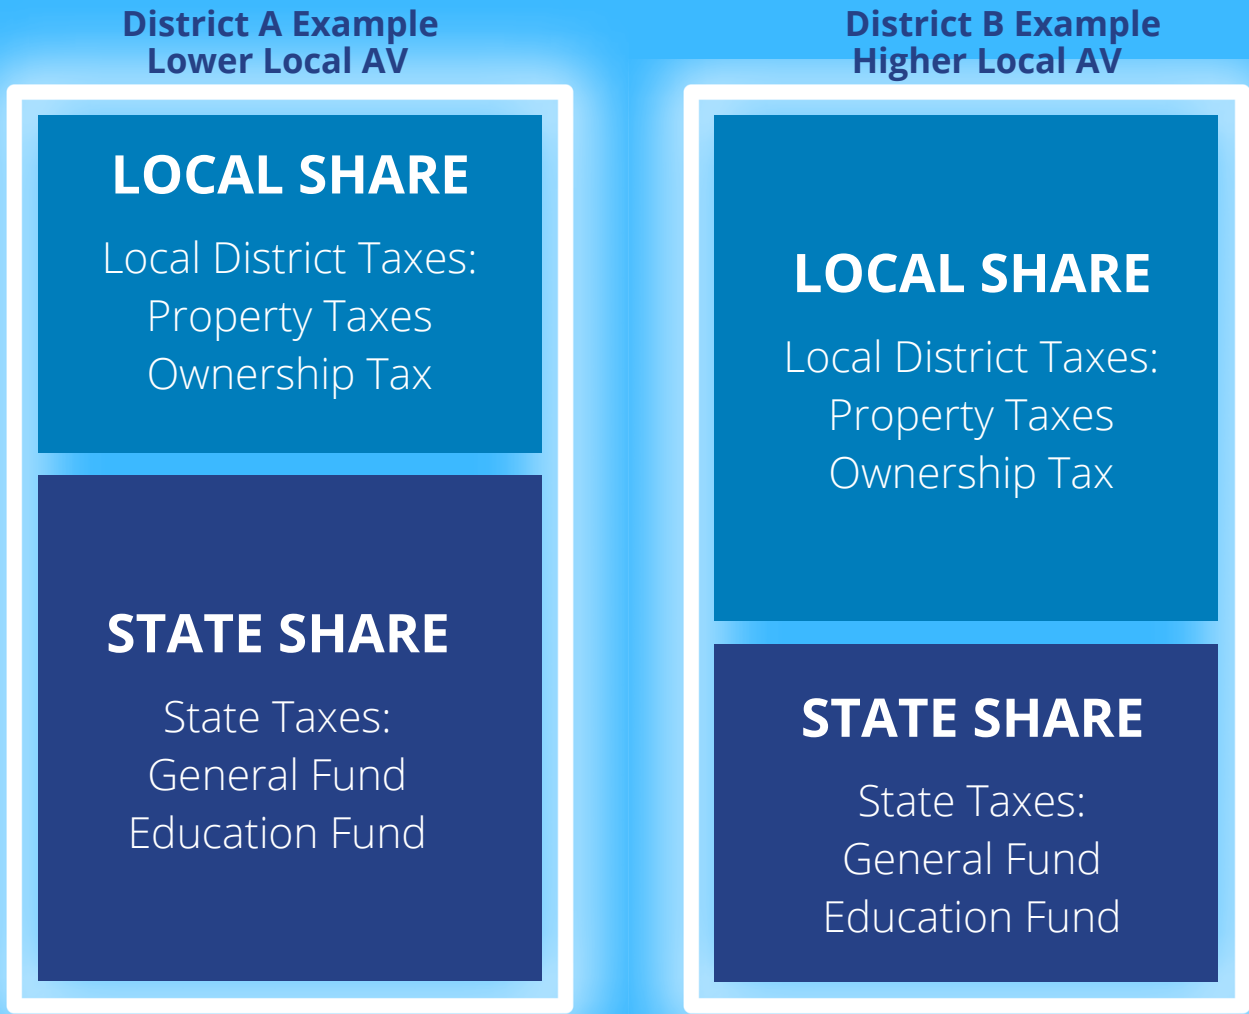 District A Example
Lower Local AV
LOCAL SHARE
Local District Taxes:
Property Taxes
Ownership Tax
STATE SHARE
State Taxes:
General Fund
Education Fund
District B Example
Higher Local AV
LOCAL SHARE
Local District Taxes:
Property Taxes
Ownership Tax
STATE SHARE
State Taxes:
General Fund
Education Fund